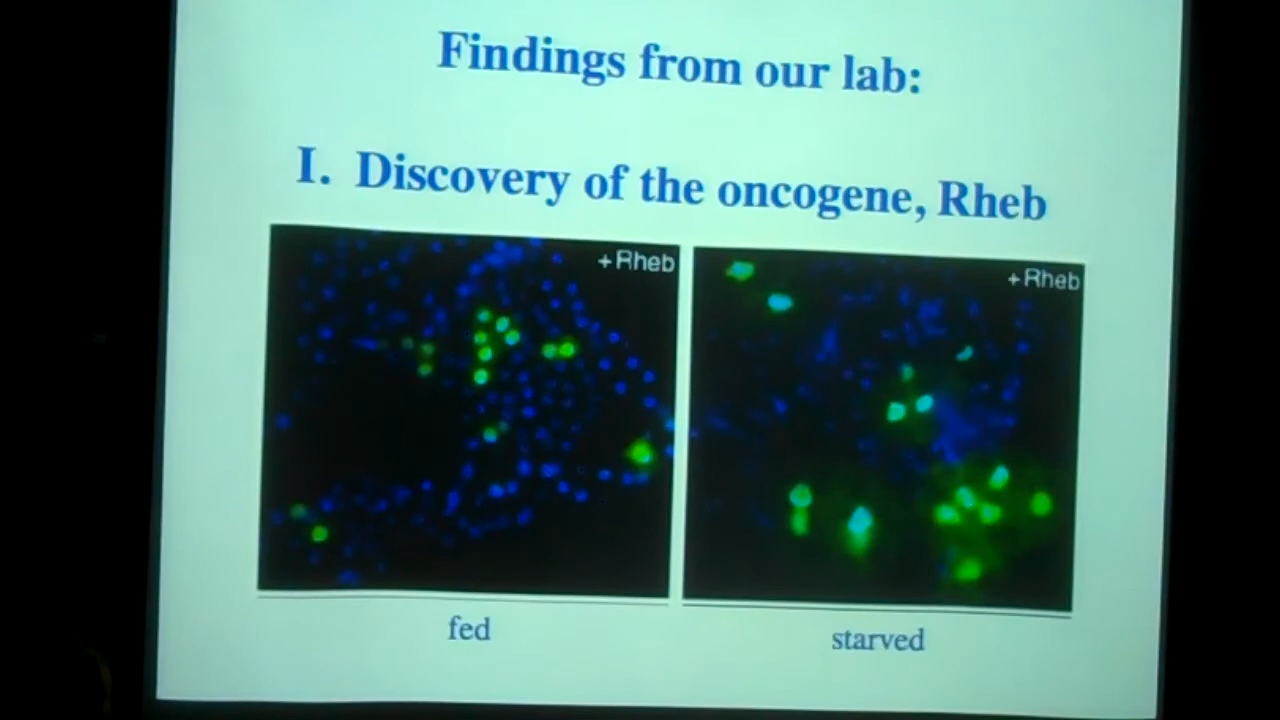 Findings from our lab:
I. Discovery of the oncogene, Rheb
+Rheb
+Rheb
fed
starved